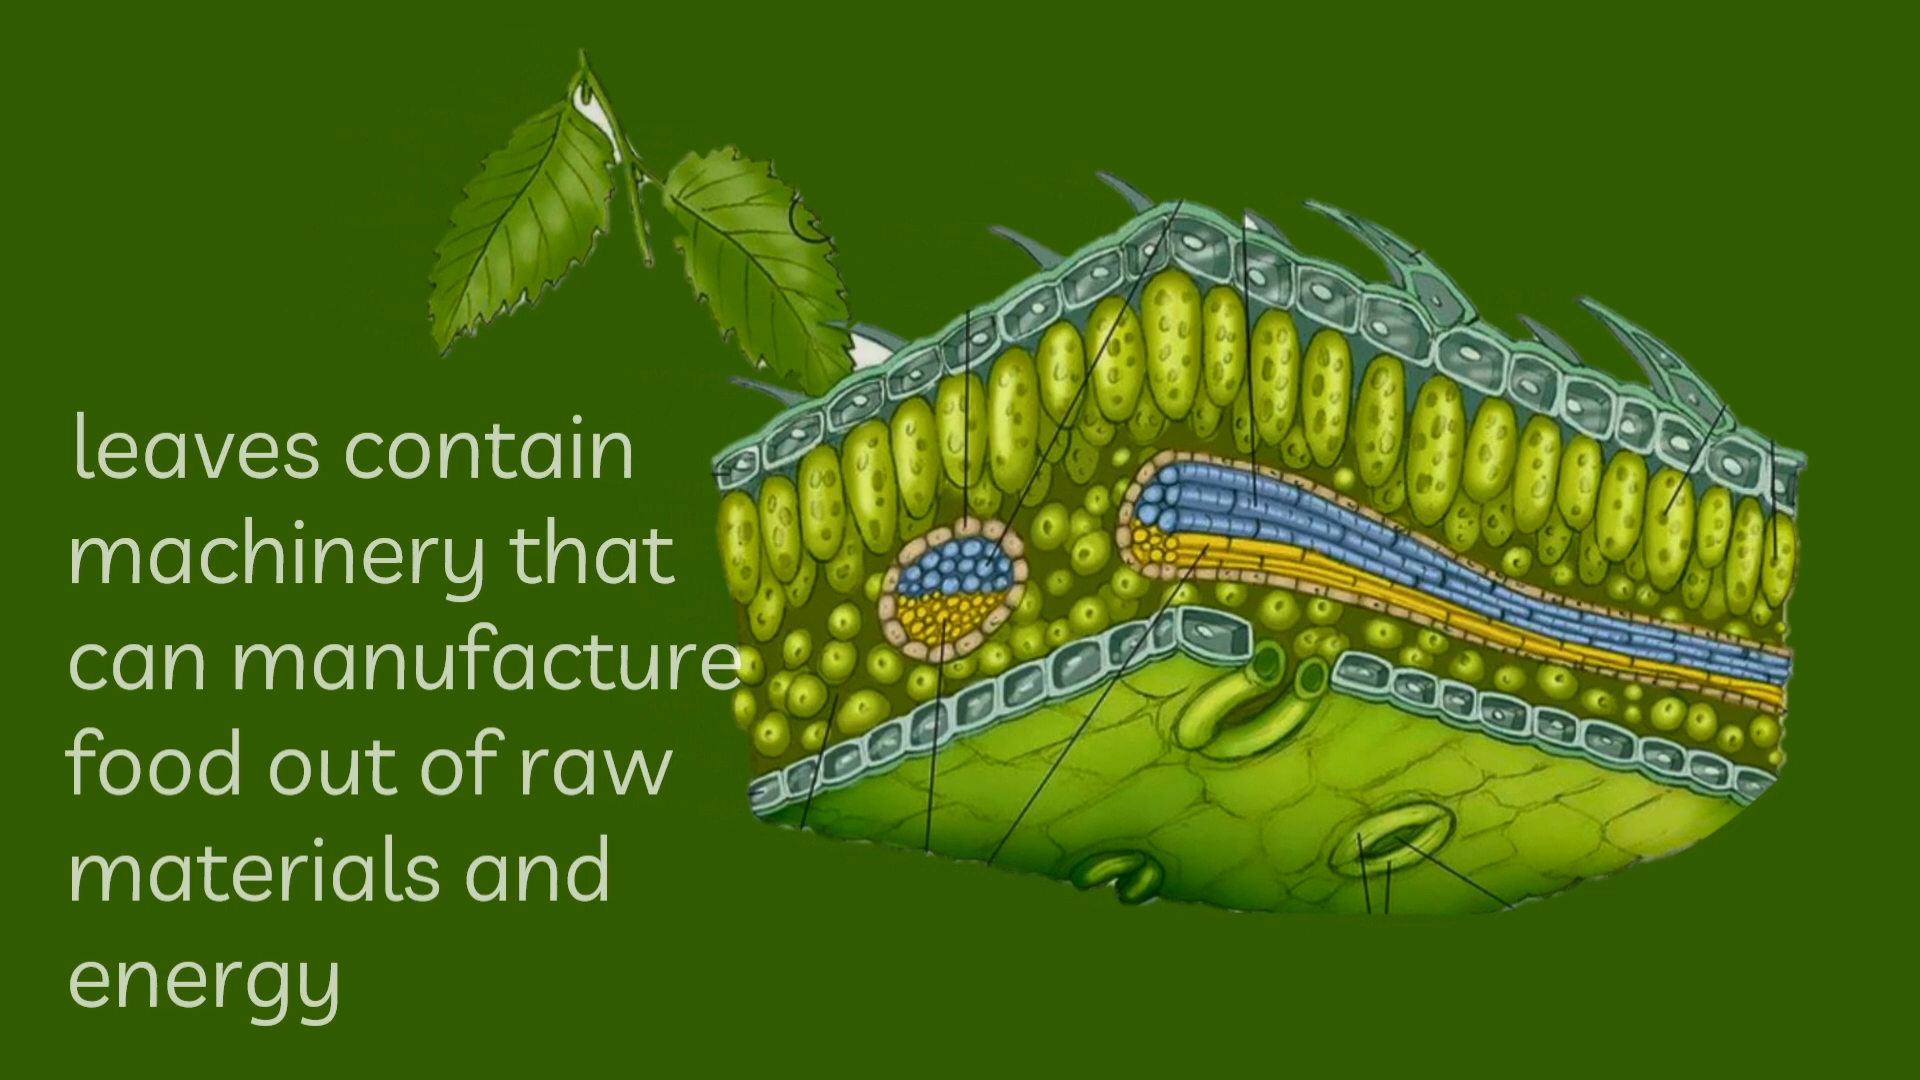 leaves contain
machinery that
can manufacture
food out of raw
materials and
energy